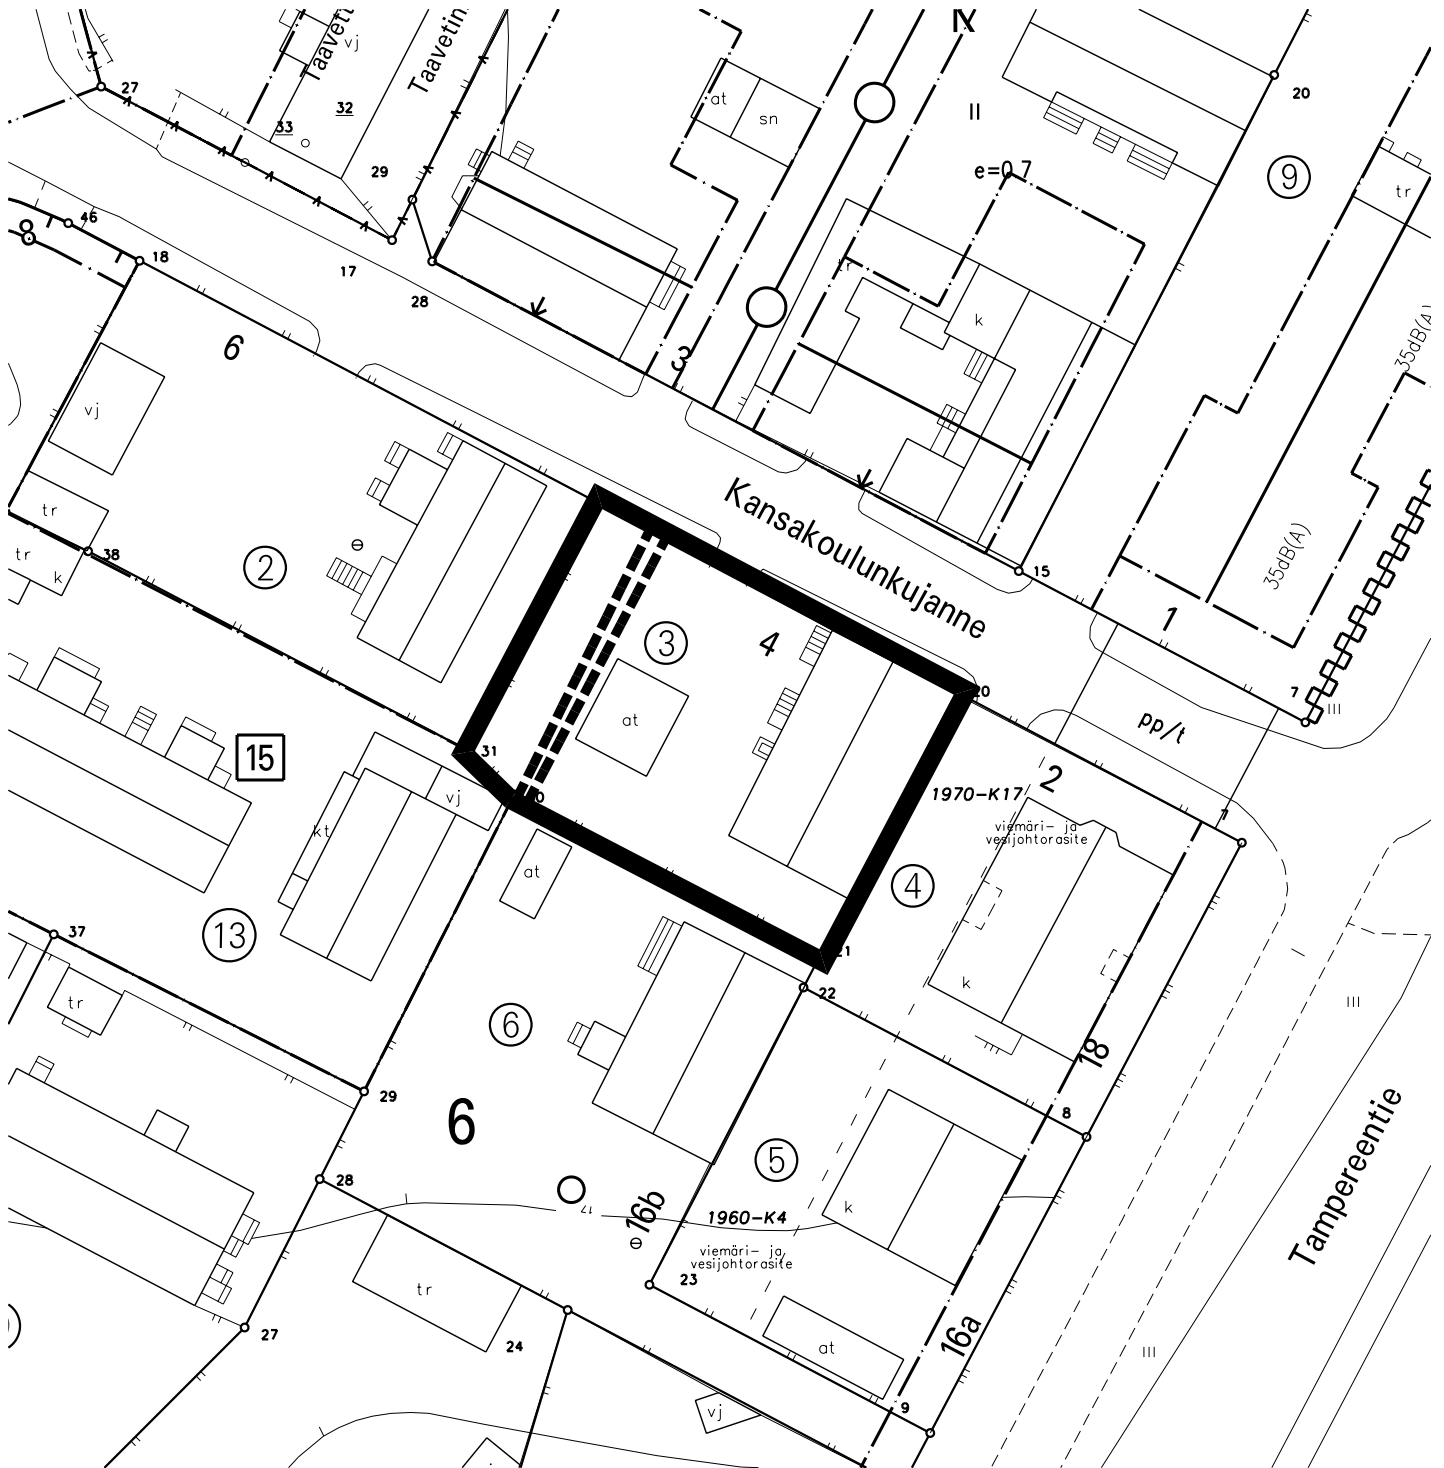 Taavetin
vj
27
32
33
29
at
sn
II
20
e=0.7
9
tr
46
8
18
17
28
tr
k
6
3
35dB(A)
vj
Kansakoulunkujanne
tr
tr
38
k
2
15
35dB(A)
3
4
1
at
20
7
III
pp/t
31
15
2
1970-K17
viemäri- ja
vesijohtorasite
7
vj
kt
at
4
13
37
21
22
k
tr
6
18
29
6
8
5
28
17
16b
1960-K4
k
viemäri- ja
vesijohtorasite
23
tr
III
Tampereentie
27
24
16a
at
III
9
vj